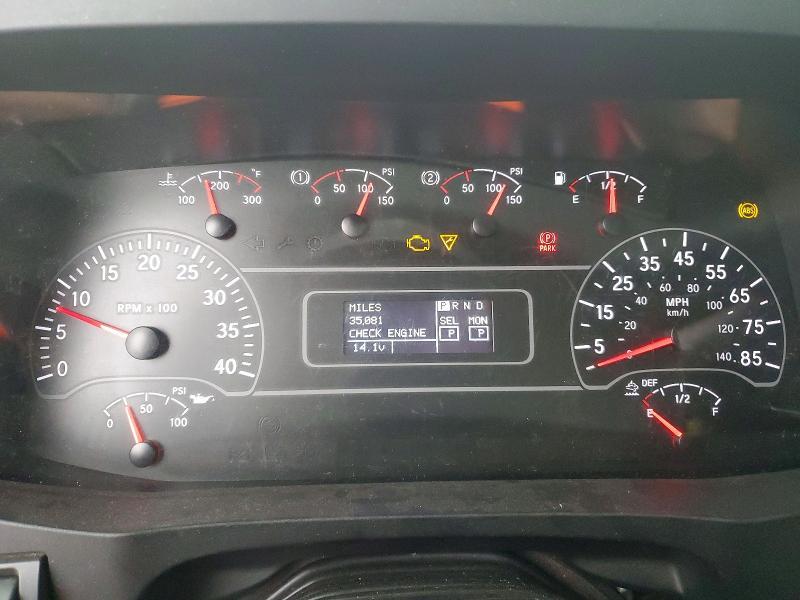 °F
100 200 300
(1) PSI
0 50 100 150
(2) PSI
0 50 100 150
E 1/2 F
ABS
P
PARK
0 5 10 15 20 25 30 35 40
RPM x 100
MILES P R N D
35,081 SEL MON
CHECK ENGINE P P
14.1v
5 15 25 35 45 55 65 75 85
20 40 60 80 100 120 140
MPH
km/h
PSI
0 50 100
DEF
E 1/2 F